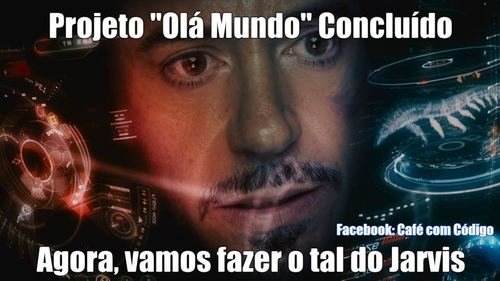 Projeto "Olá Mundo" Concluído
Facebook: Café com Código
Agora, vamos fazer o tal do Jarvis